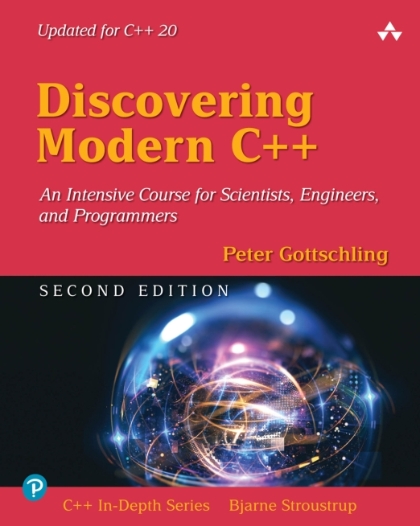 Updated for C++ 20
Discovering
Modern C++
An Intensive Course for Scientists, Engineers,
and Programmers
Peter Gottschling
SECOND EDITION
P
C++ In-Depth Series Bjarne Stroustrup